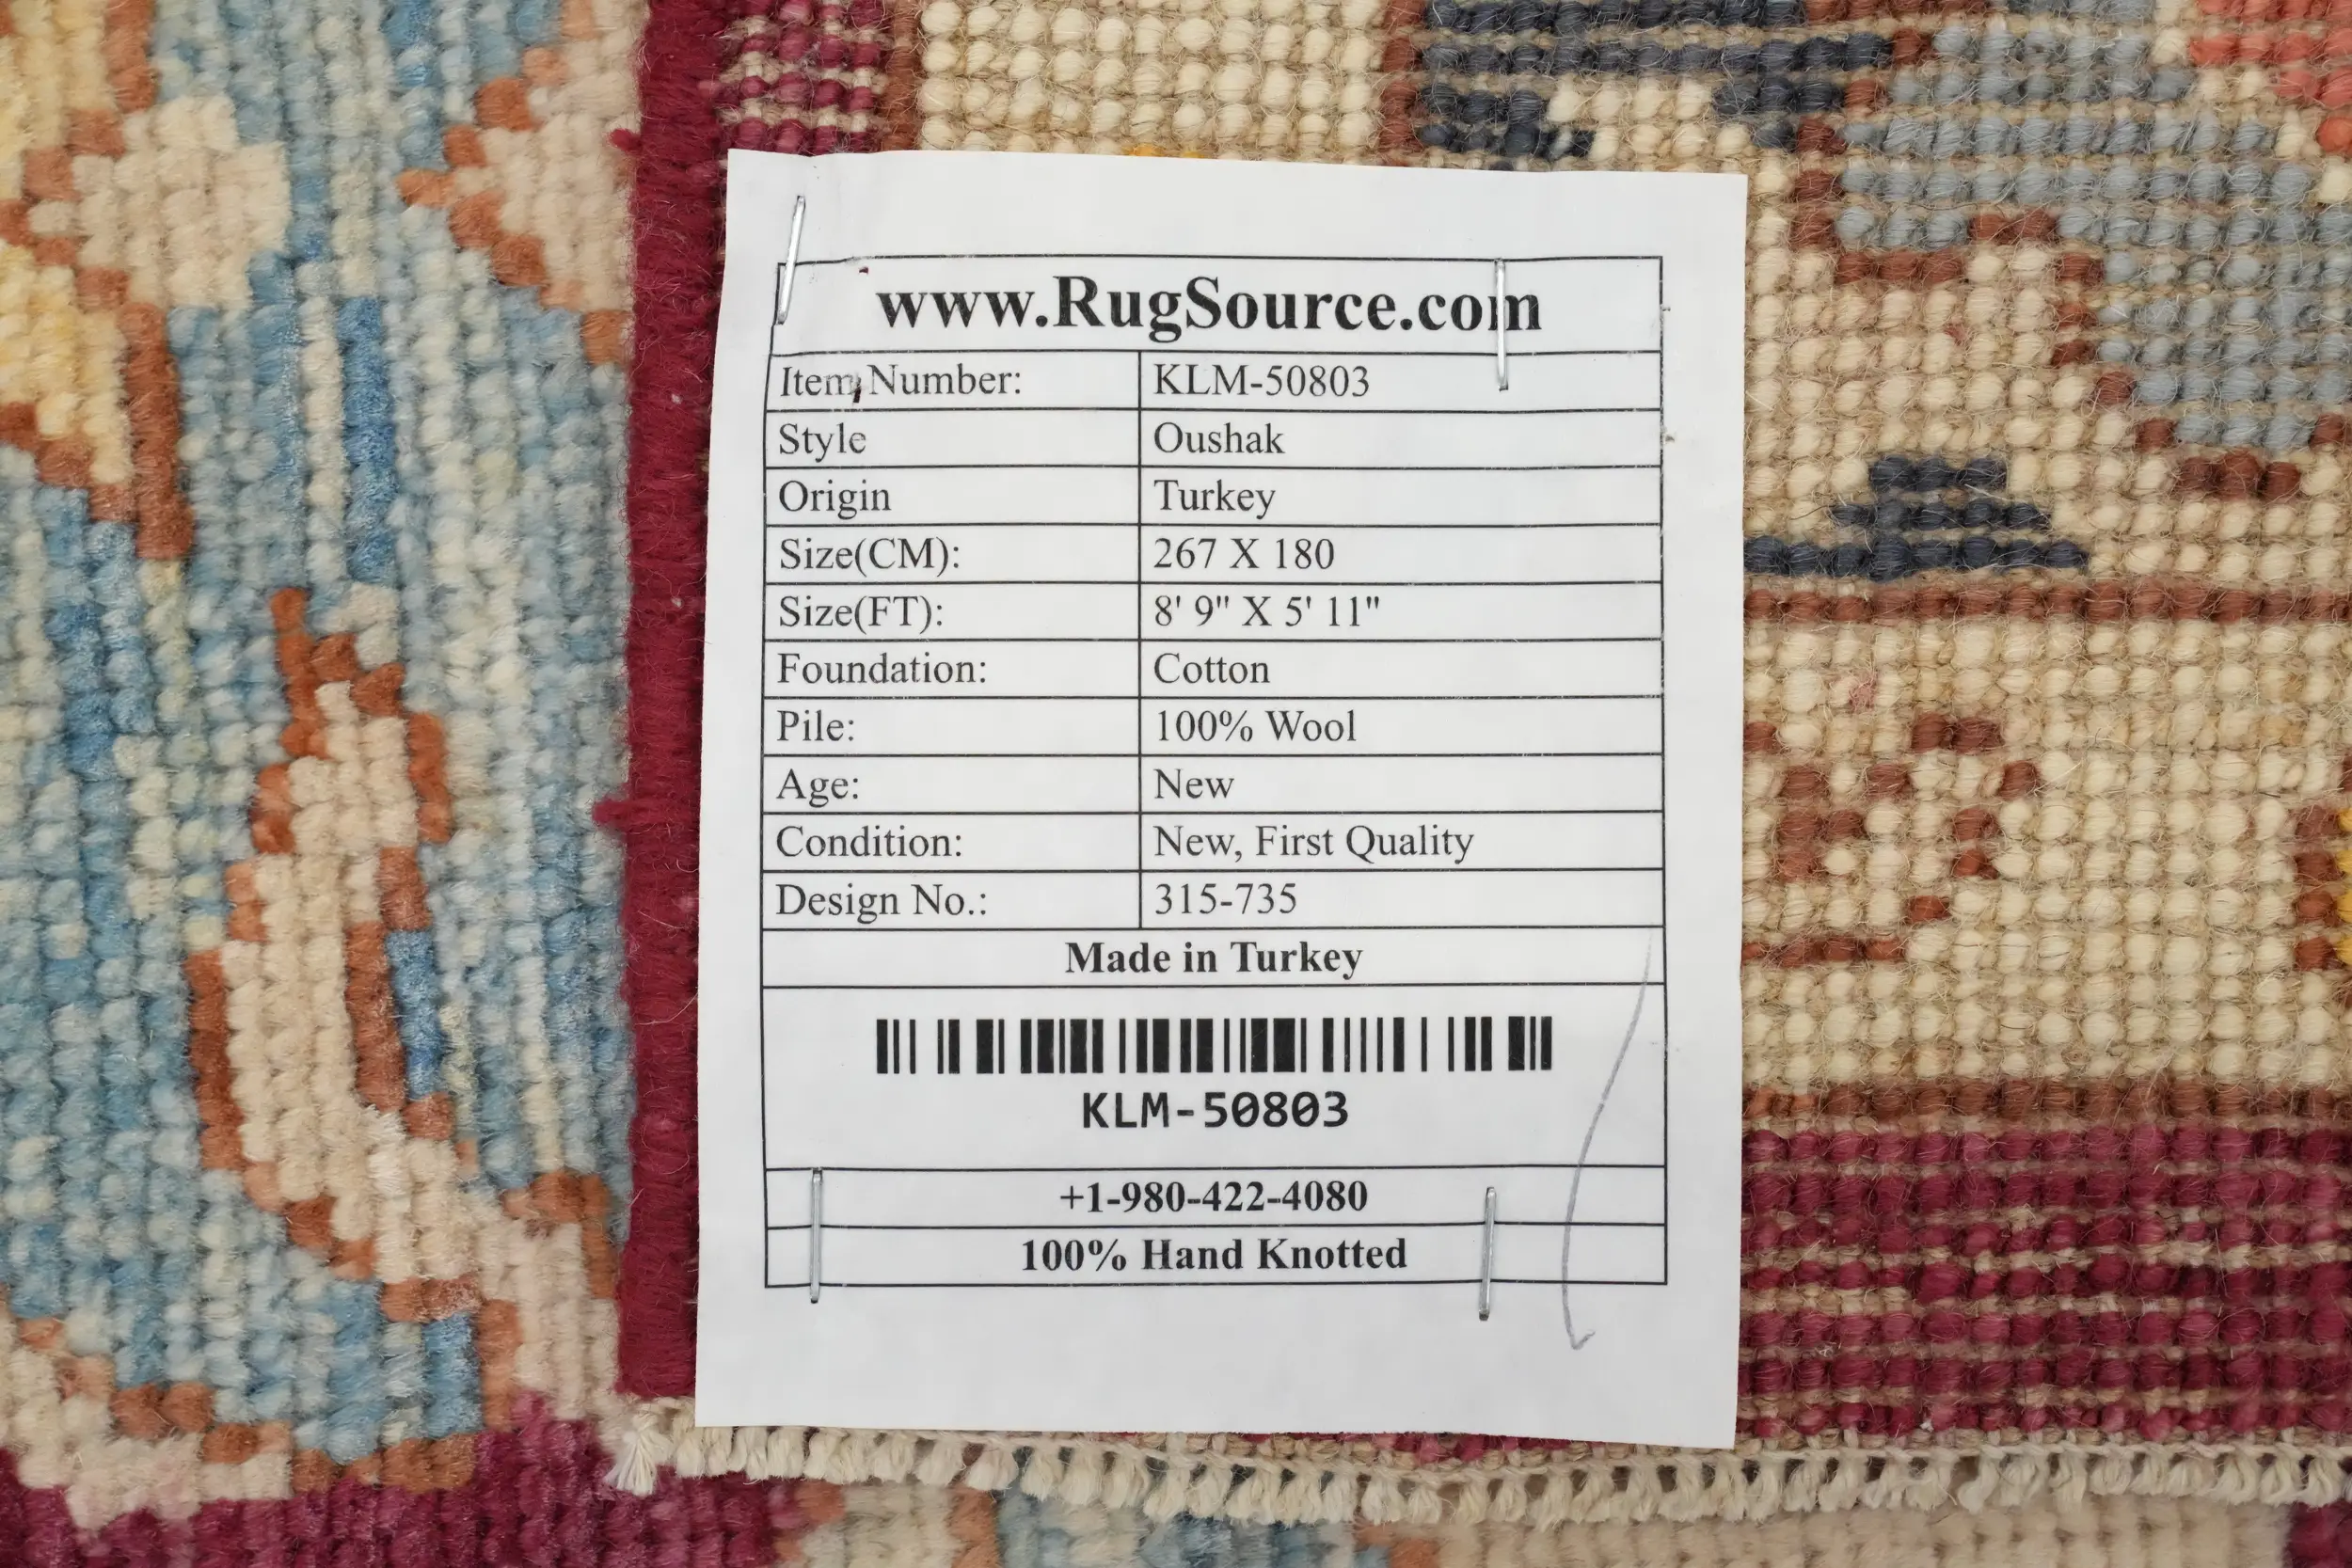 www.RugSource.com
Item Number: KLM-50803
Style Oushak
Origin Turkey
Size(CM): 267 X 180
Size(FT): 8' 9" X 5' 11"
Foundation: Cotton
Pile: 100% Wool
Age: New
Condition: New, First Quality
Design No.: 315-735
Made in Turkey
KLM-50803
+1-980-422-4080
100% Hand Knotted